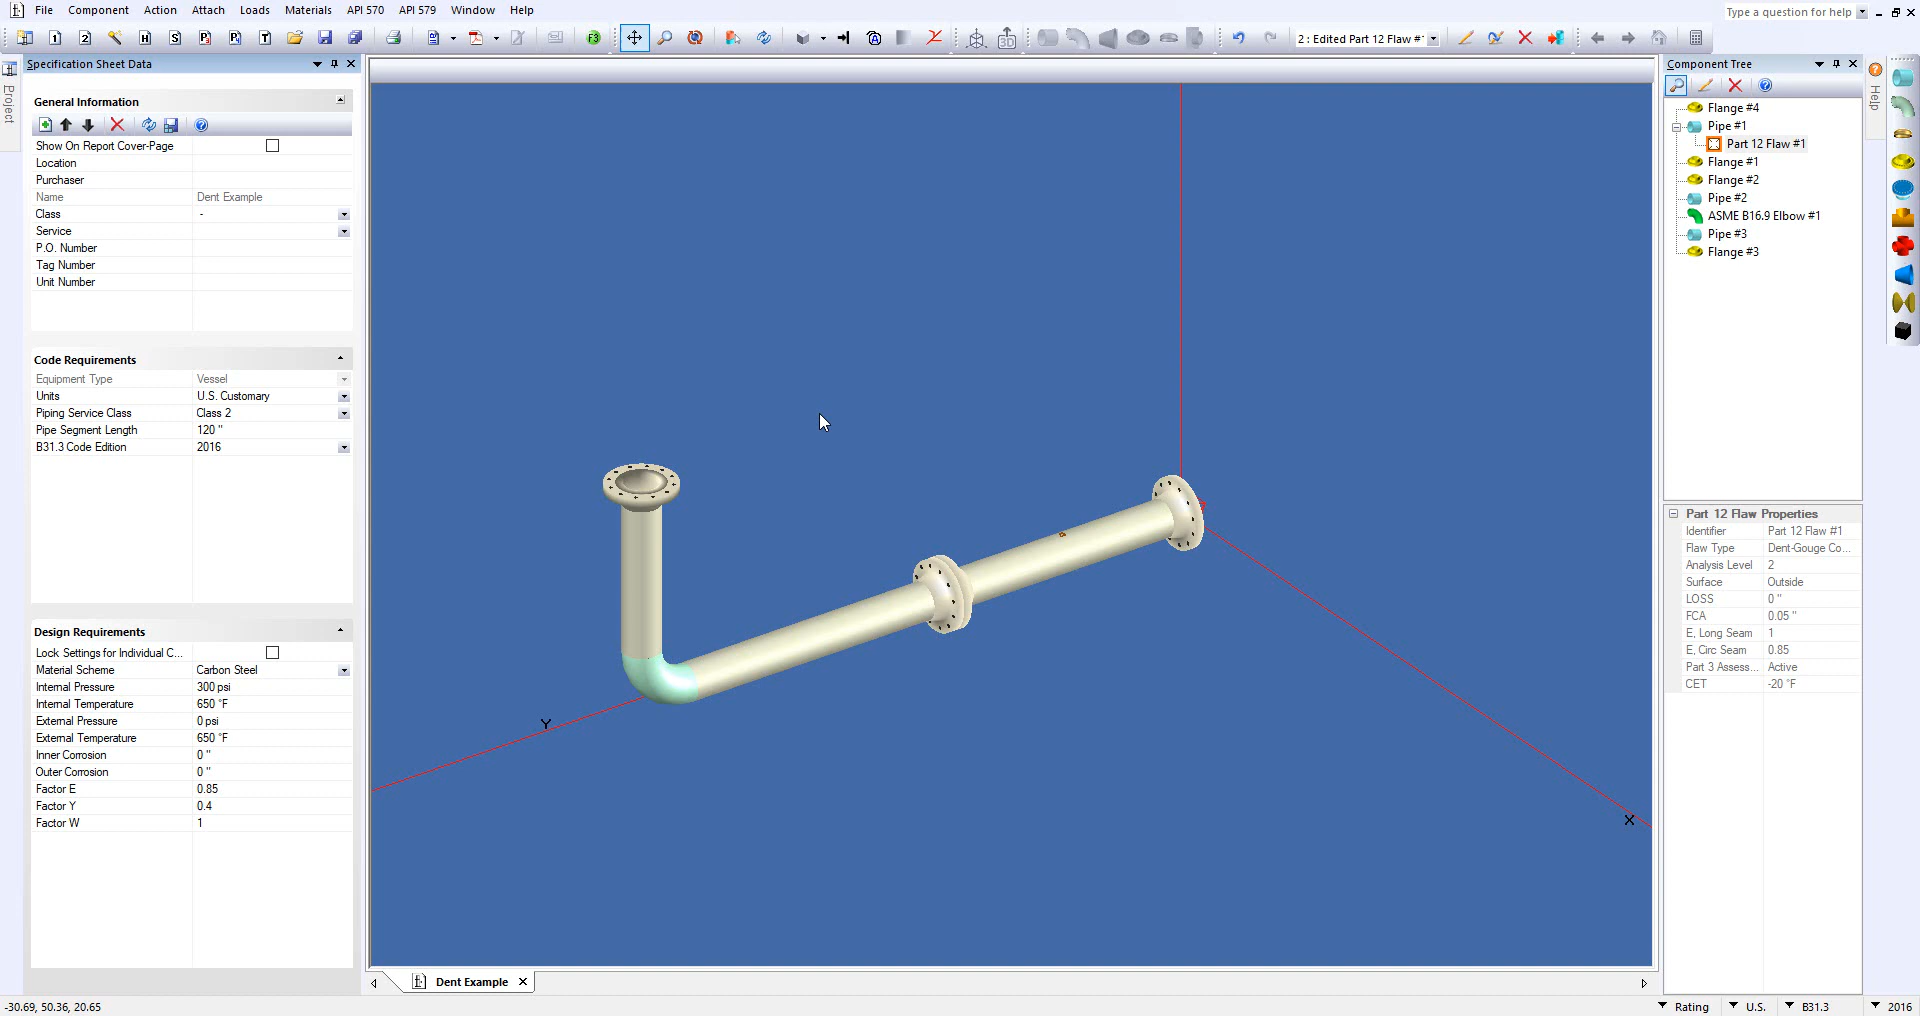 File Component Action Attach Loads Materials API 570 API 579 Window Help
Type a question for help
1 2 H S T F3 3D 2 : Edited Part 12 Flaw #
Specification Sheet Data
Project
General Information
Show On Report Cover-Page
Location
Purchaser
Name Dent Example
Class -
Service
P.O. Number
Tag Number
Unit Number
Code Requirements
Equipment Type Vessel
Units U.S. Customary
Piping Service Class Class 2
Pipe Segment Length 120 "
B31.3 Code Edition 2016
Design Requirements
Lock Settings for Individual C...
Material Scheme Carbon Steel
Internal Pressure 300 psi
Internal Temperature 650 °F
External Pressure 0 psi
External Temperature 650 °F
Inner Corrosion 0 "
Outer Corrosion 0 "
Factor E 0.85
Factor Y 0.4
Factor W 1
Y
X
Dent Example
Component Tree
Help
Flange #4
Pipe #1
Part 12 Flaw #1
Flange #1
Flange #2
Pipe #2
ASME B16.9 Elbow #1
Pipe #3
Flange #3
Part 12 Flaw Properties
Identifier Part 12 Flaw #1
Flaw Type Dent-Gouge Co...
Analysis Level 2
Surface Outside
LOSS 0 "
FCA 0.05 "
E, Long Seam 1
E, Circ Seam 0.85
Part 3 Assess... Active
CET -20 °F
-30.69, 50.36, 20.65
Rating U.S. B31.3 2016